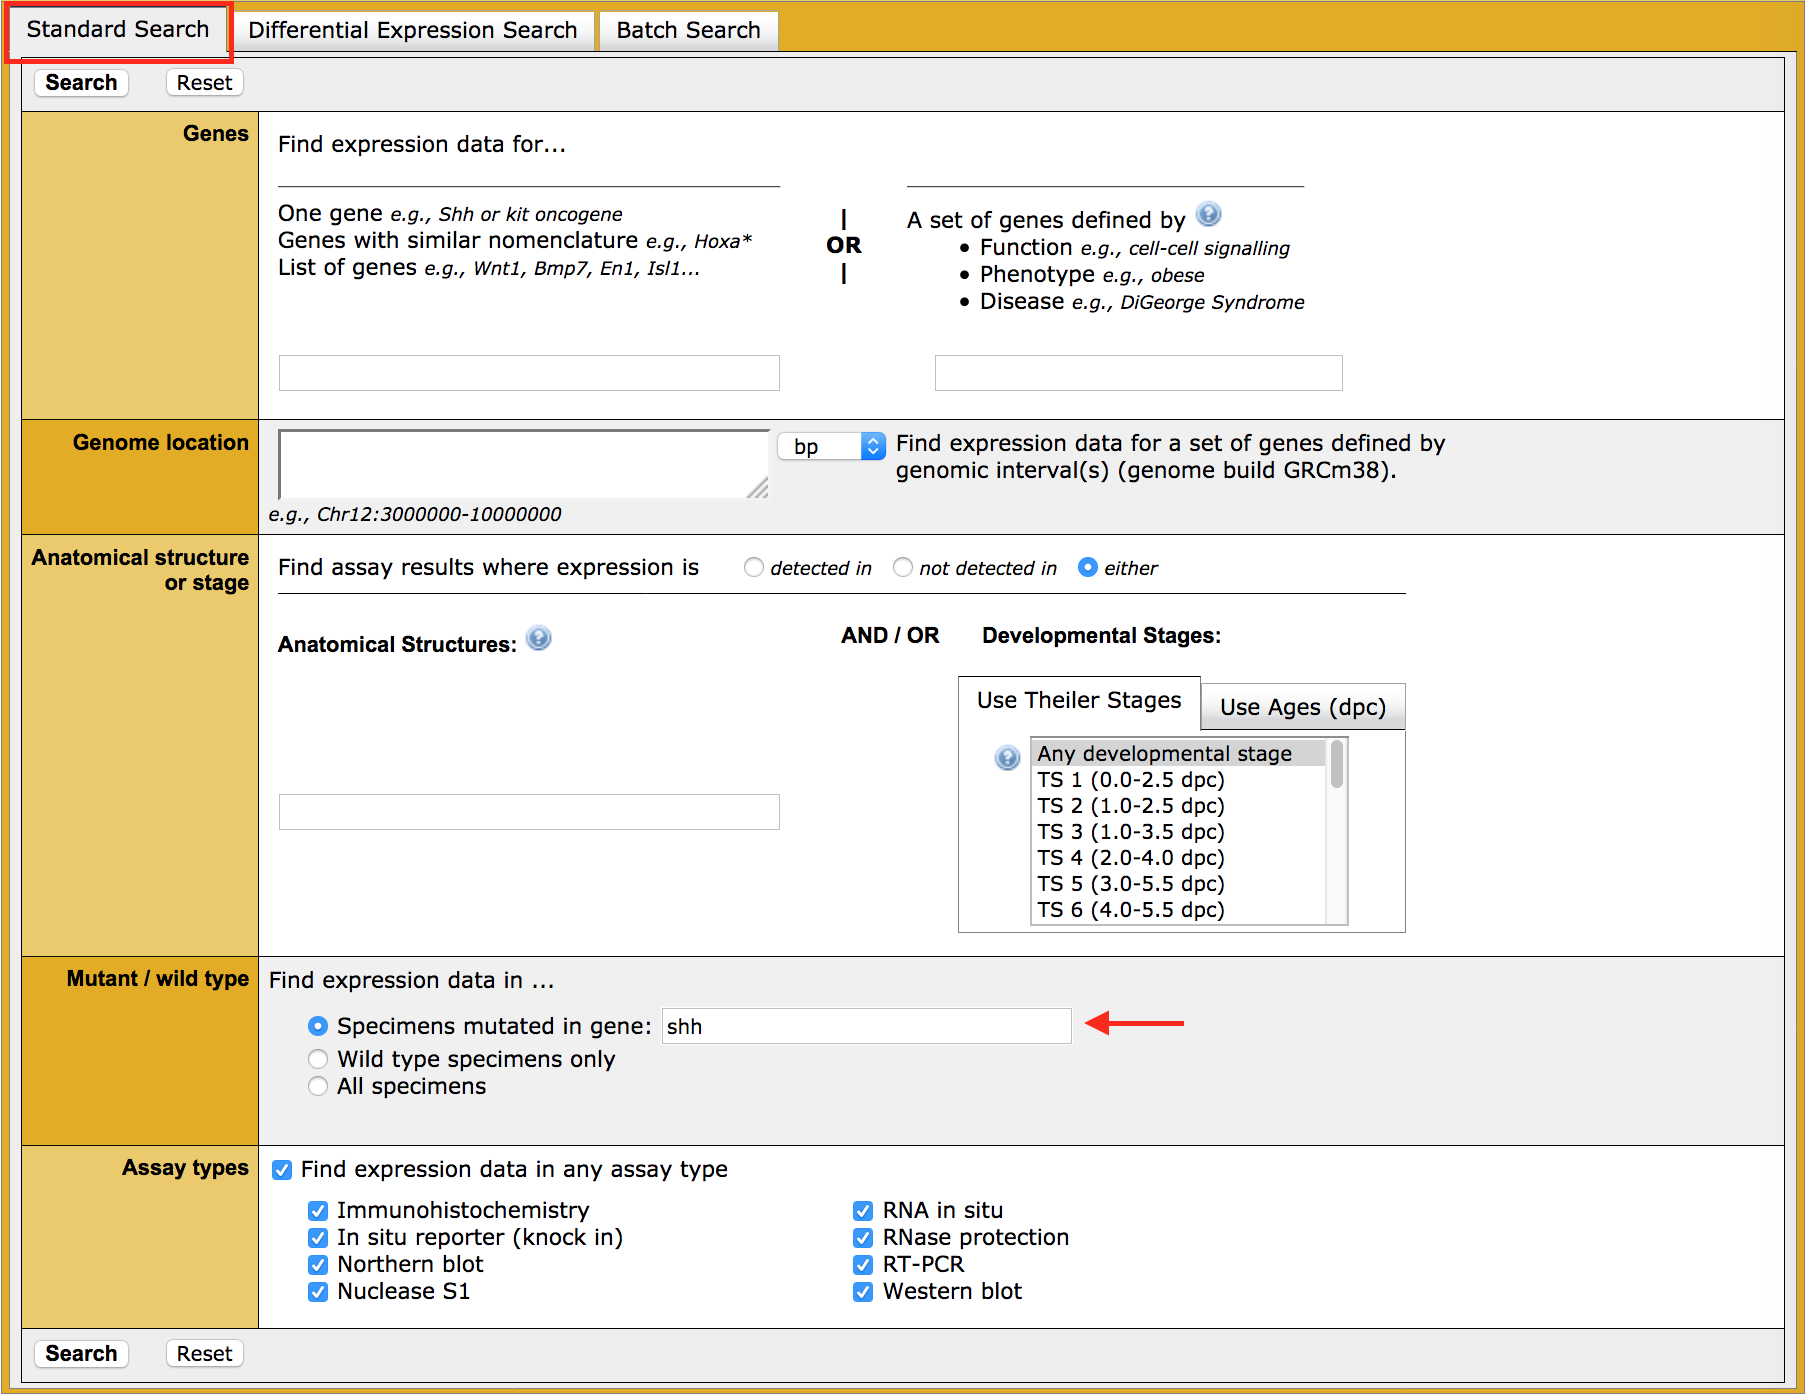 Standard Search
Differential Expression Search
Batch Search
Search
Reset
Genes
Find expression data for...
One gene e.g., Shh or kit oncogene
Genes with similar nomenclature e.g., Hoxa*
List of genes e.g., Wnt1, Bmp7, En1, Isl1...
|
OR
|
A set of genes defined by ?
• Function e.g., cell-cell signalling
• Phenotype e.g., obese
• Disease e.g., DiGeorge Syndrome
Genome location
bp
Find expression data for a set of genes defined by
genomic interval(s) (genome build GRCm38).
e.g., Chr12:3000000-10000000
Anatomical structure
or stage
Find assay results where expression is
detected in
not detected in
either
Anatomical Structures: ?
AND / OR
Developmental Stages:
Use Theiler Stages
Use Ages (dpc)
?
Any developmental stage
TS 1 (0.0-2.5 dpc)
TS 2 (1.0-2.5 dpc)
TS 3 (1.0-3.5 dpc)
TS 4 (2.0-4.0 dpc)
TS 5 (3.0-5.5 dpc)
TS 6 (4.0-5.5 dpc)
Mutant / wild type
Find expression data in ...
Specimens mutated in gene: shh
Wild type specimens only
All specimens
Assay types
Find expression data in any assay type
Immunohistochemistry
In situ reporter (knock in)
Northern blot
Nuclease S1
RNA in situ
RNase protection
RT-PCR
Western blot
Search
Reset